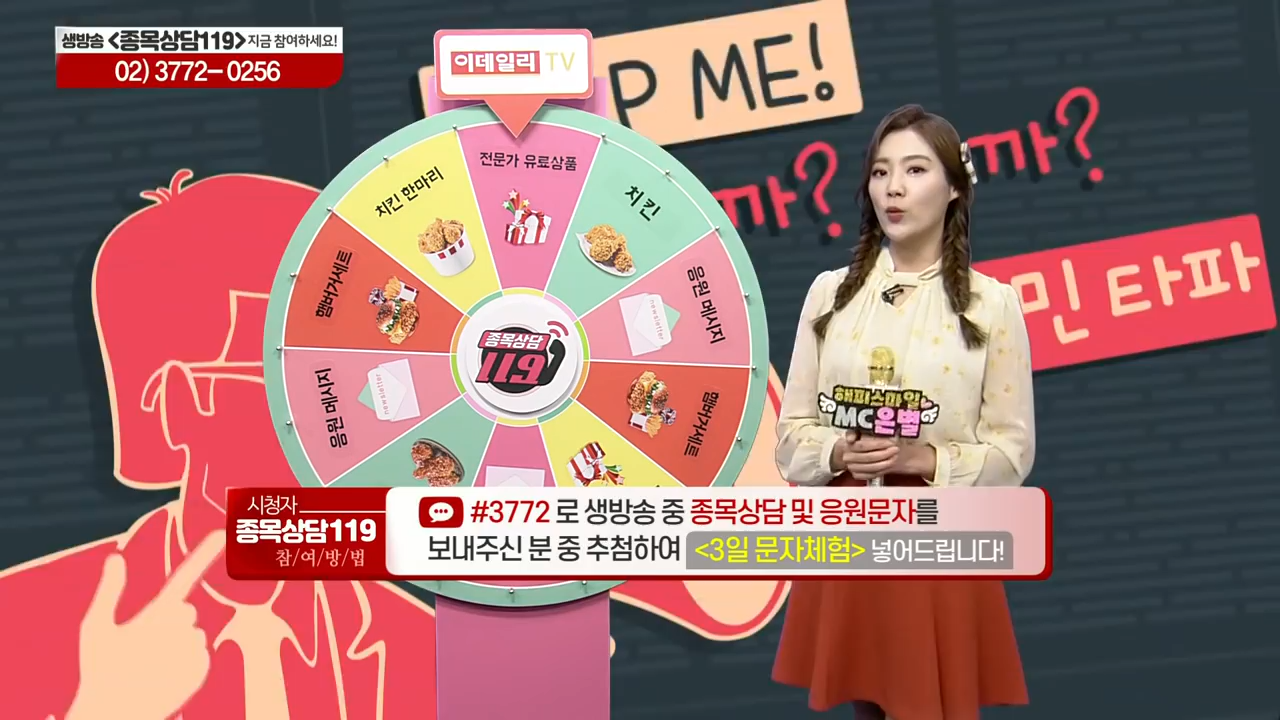 생방송 <종목상담119> 지금 참여하세요!
02) 3772-0256
이데일리 TV
P ME!
까?
까?
민 타파
전문가 유료상품
치킨
응원 메시지
newsletter
햄버거세트
치킨 한마리
햄버거세트
응원 메시지
newsletter
종목상담
119
해피스마일
MC은별
시청자
종목상담119
참/여/방/법
#3772 로 생방송 중 종목상담 및 응원문자를
보내주신 분 중 추첨하여 <3일 문자체험> 넣어드립니다!